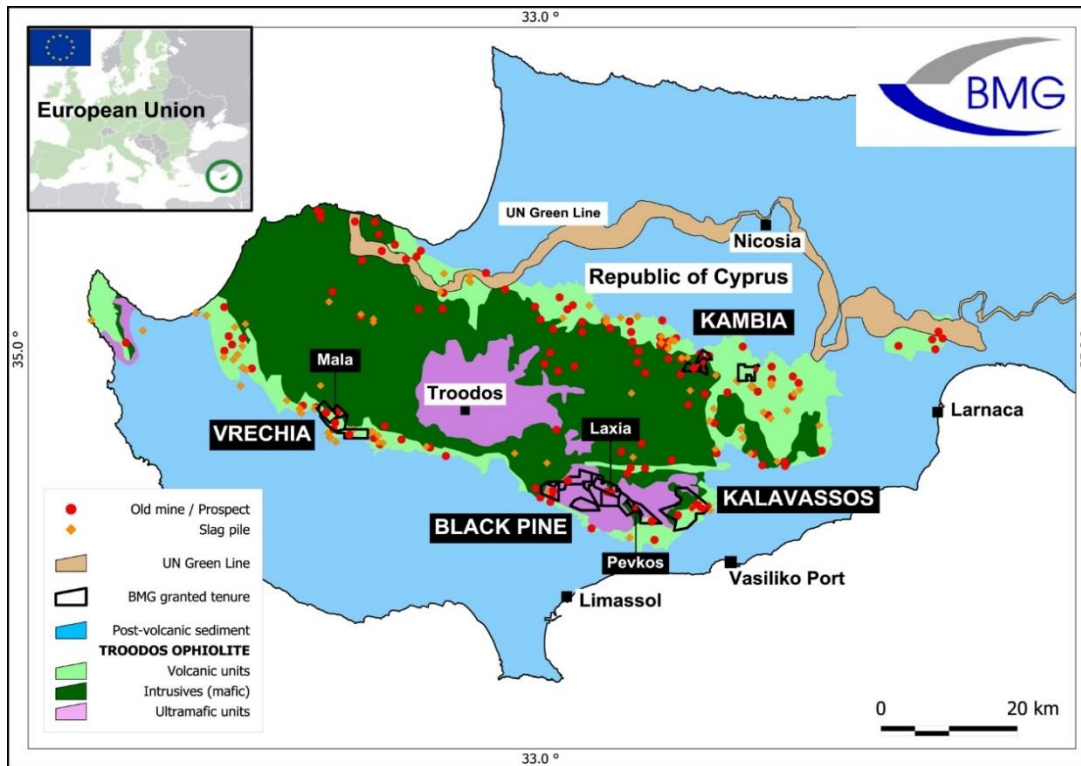 33.0 °
European Union
BMG
UN Green Line
Nicosia
Republic of Cyprus
KAMBIA
35.0 °
Mala
Troodos
Larnaca
Laxia
VRECHIA
KALAVASSOS
BLACK PINE
Pevkos
Vasiliko Port
Limassol
Old mine / Prospect
Slag pile
UN Green Line
BMG granted tenure
Post-volcanic sediment
TROODOS OPHIOLITE
Volcanic units
Intrusives (mafic)
Ultramafic units
0 20 km
33.0 °